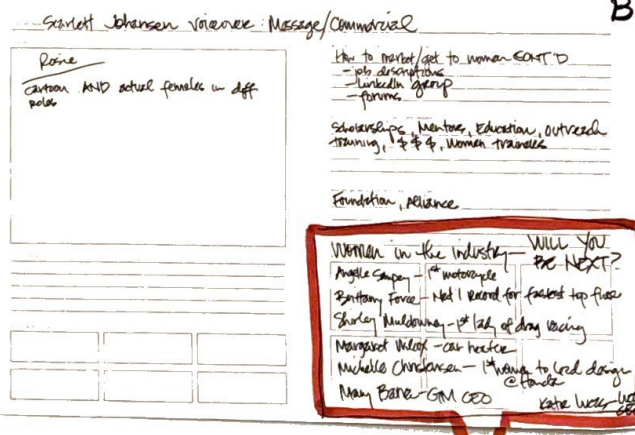 Scarlett Johansen voiceover Message/Commercial
B
Rosie
Cartoon AND actual females in diff
roles
How to market/get to women CONT'D
- job descriptions
- LinkedIn group
- forums
Scholarships, Mentors, Education, Outreach
training, $$$, Women trainees
Foundation, Alliance
Women in the Industry — WILL YOU
BE NEXT?
Angelle Sampey - 1st motorcycle
Brittany Force - Nat'l Record for fastest top fuel
Shirley Muldowney - 1st lady of drag racing
Margaret Wilcox - car heater
Michelle Christensen - 1st woman to lead design
@ Honda
Mary Barra - GM CEO
Katie